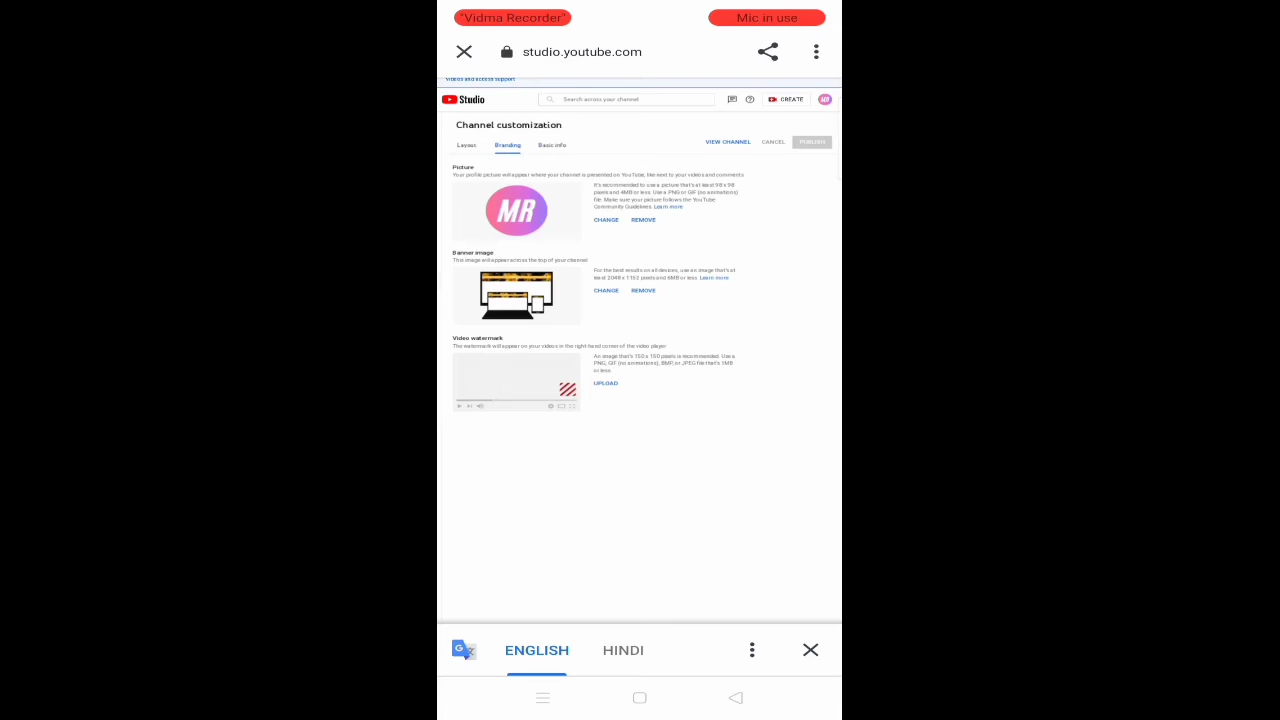 "Vidma Recorder"
Mic in use
studio.youtube.com
Videos and access support
Studio
Search across your channel
CREATE
MR
Channel customization
Layout
Branding
Basic info
VIEW CHANNEL
CANCEL
PUBLISH
Picture
Your profile picture will appear where your channel is presented on YouTube, like next to your videos and comments
MR
It's recommended to use a picture that's at least 98 x 98
pixels and 4MB or less. Use a PNG or GIF (no animations)
file. Make sure your picture follows the YouTube
Community Guidelines. Learn more
CHANGE
REMOVE
Banner image
This image will appear across the top of your channel
For the best results on all devices, use an image that's at
least 2048 x 1152 pixels and 6MB or less. Learn more
CHANGE
REMOVE
Video watermark
The watermark will appear on your videos in the right-hand corner of the video player
An image that's 150 x 150 pixels is recommended. Use a
PNG, GIF (no animations), BMP, or JPEG file that's 1MB
or less.
UPLOAD
G
ENGLISH
HINDI